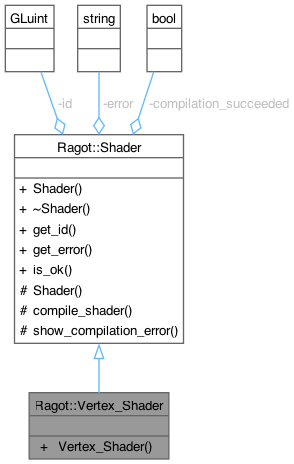 GLuint
string
bool
-id
-error
-compilation_succeeded
Ragot::Shader
+ Shader()
+ ~Shader()
+ get_id()
+ get_error()
+ is_ok()
# Shader()
# compile_shader()
# show_compilation_error()
Ragot::Vertex_Shader
+ Vertex_Shader()